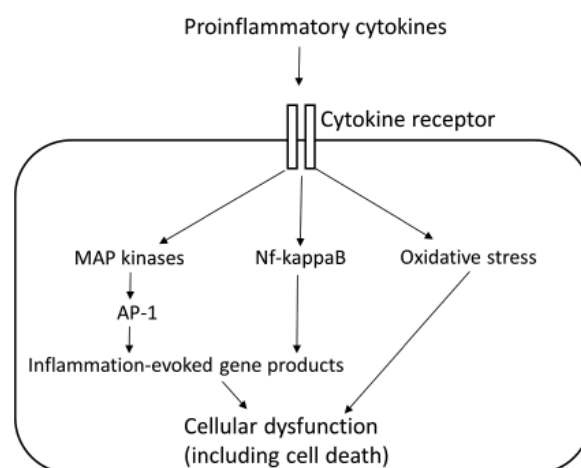 Proinflammatory cytokines
Cytokine receptor
MAP kinases
Nf-kappaB
Oxidative stress
AP-1
Inflammation-evoked gene products
Cellular dysfunction
(including cell death)